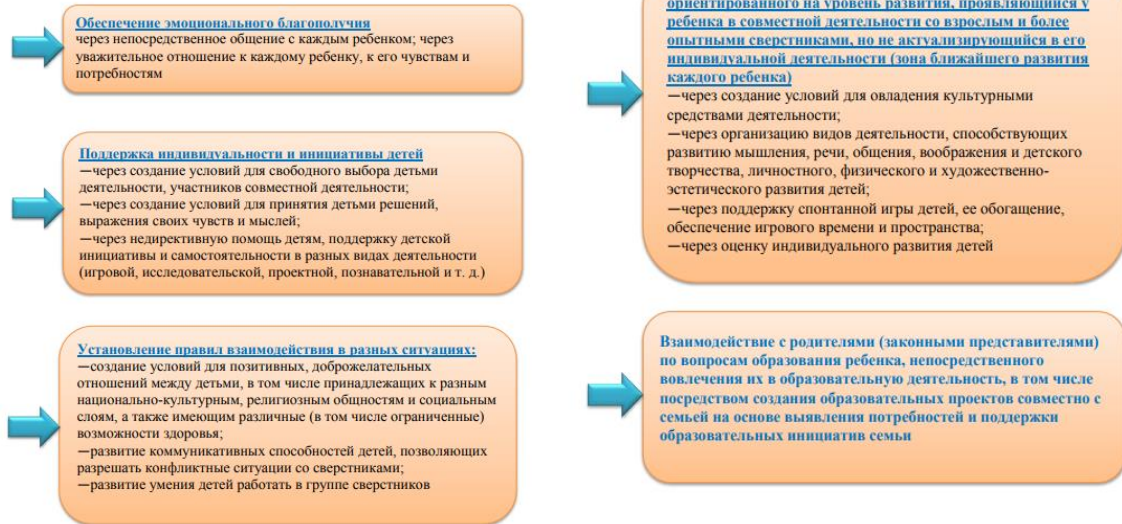 Обеспечение эмоционального благополучия
через непосредственное общение с каждым ребенком; через
уважительное отношение к каждому ребенку, к его чувствам и
потребностям
Поддержка индивидуальности и инициативы детей
—через создание условий для свободного выбора детьми
деятельности, участников совместной деятельности;
—через создание условий для принятия детьми решений,
выражения своих чувств и мыслей;
—через недирективную помощь детям, поддержку детской
инициативы и самостоятельности в разных видах деятельности
(игровой, исследовательской, проектной, познавательной и т. д.)
Установление правил взаимодействия в разных ситуациях:
—создание условий для позитивных, доброжелательных
отношений между детьми, в том числе принадлежащих к разным
национально-культурным, религиозным общностям и социальным
слоям, а также имеющим различные (в том числе ограниченные)
возможности здоровья;
—развитие коммуникативных способностей детей, позволяющих
разрешать конфликтные ситуации со сверстниками;
—развитие умения детей работать в группе сверстников
ориентированного на уровень развития, проявляющийся у
ребенка в совместной деятельности со взрослым и более
опытными сверстниками, но не актуализирующийся в его
индивидуальной деятельности (зона ближайшего развития
каждого ребенка)
—через создание условий для овладения культурными
средствами деятельности;
—через организацию видов деятельности, способствующих
развитию мышления, речи, общения, воображения и детского
творчества, личностного, физического и художественно-
эстетического развития детей;
—через поддержку спонтанной игры детей, ее обогащение,
обеспечение игрового времени и пространства;
—через оценку индивидуального развития детей
Взаимодействие с родителями (законными представителями)
по вопросам образования ребенка, непосредственного
вовлечения их в образовательную деятельность, в том числе
посредством создания образовательных проектов совместно с
семьей на основе выявления потребностей и поддержки
образовательных инициатив семьи